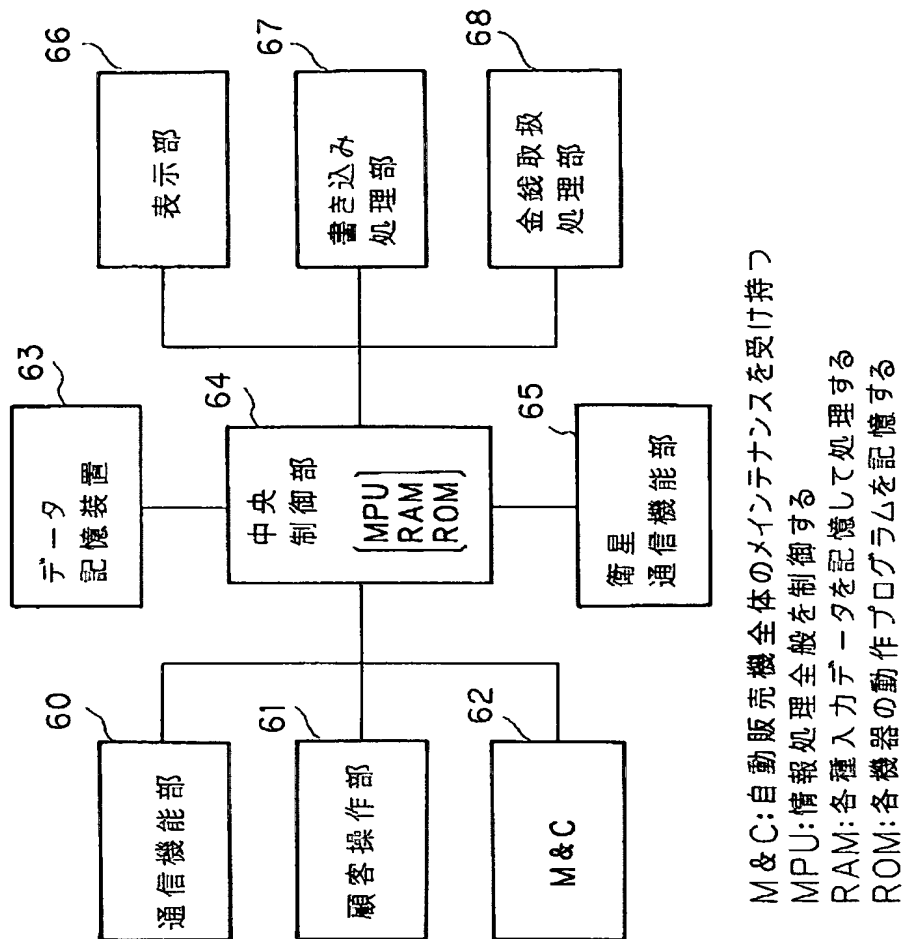 60
通信機能部
61
顧客操作部
62
M&C
63
データ
記憶装置
64
中央
制御部
MPU
RAM
ROM
65
衛星
通信機能部
66
表示部
67
書き込み
処理部
68
金銭取扱
処理部
M&C:自動販売機全体のメインテナンスを受け持つ
MPU:情報処理全般を制御する
RAM:各種入力データを記憶して処理する
ROM:各機器の動作プログラムを記憶する